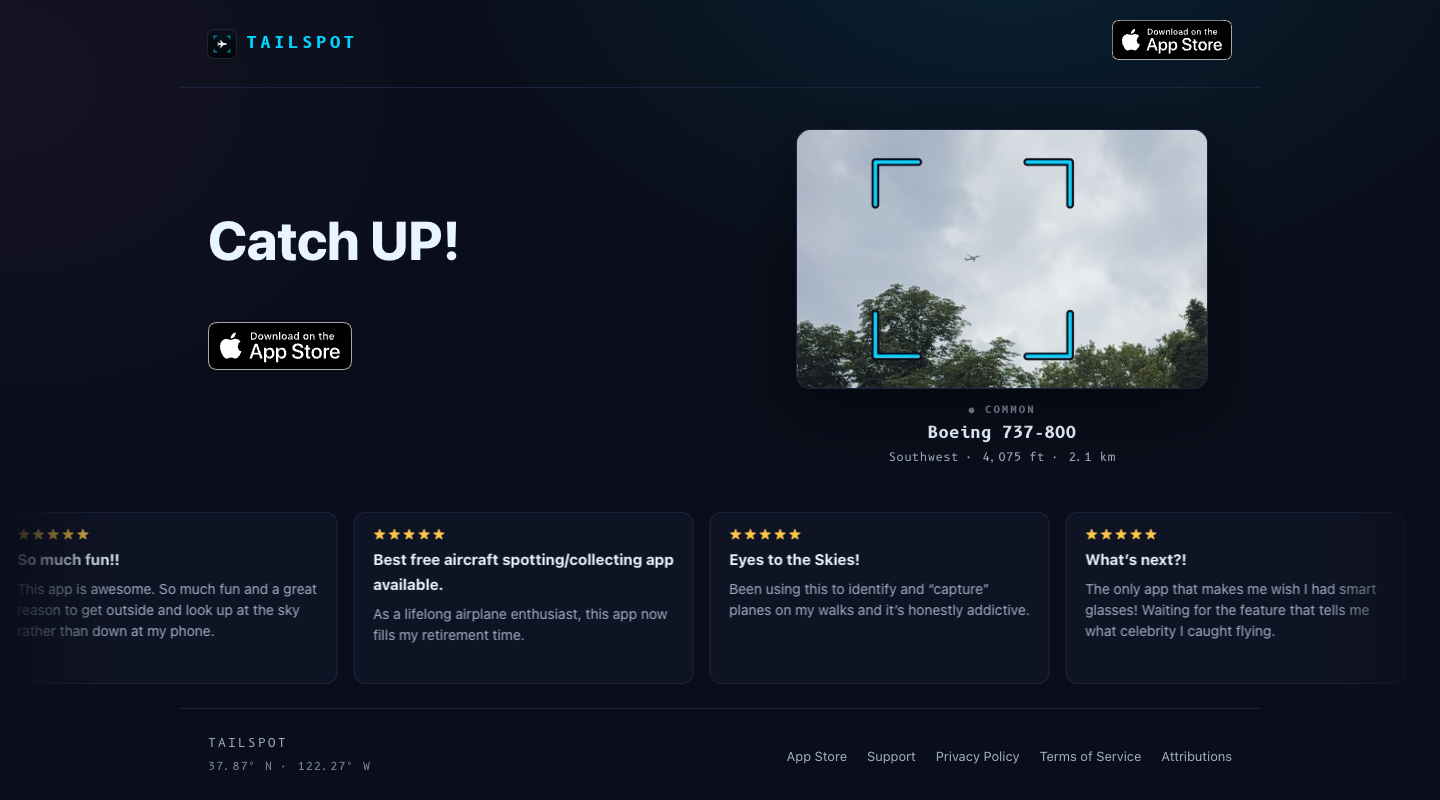 TAILSPOT
Download on the
App Store
Catch UP!
Download on the
App Store
COMMON
Boeing 737-800
Southwest · 4,075 ft · 2.1 km
So much fun!!
This app is awesome. So much fun and a great
reason to get outside and look up at the sky
rather than down at my phone.
Best free aircraft spotting/collecting app
available.
As a lifelong airplane enthusiast, this app now
fills my retirement time.
Eyes to the Skies!
Been using this to identify and “capture”
planes on my walks and it’s honestly addictive.
What’s next?!
The only app that makes me wish I had smart
glasses! Waiting for the feature that tells me
what celebrity I caught flying.
TAILSPOT
37.87° N · 122.27° W
App Store Support Privacy Policy Terms of Service Attributions